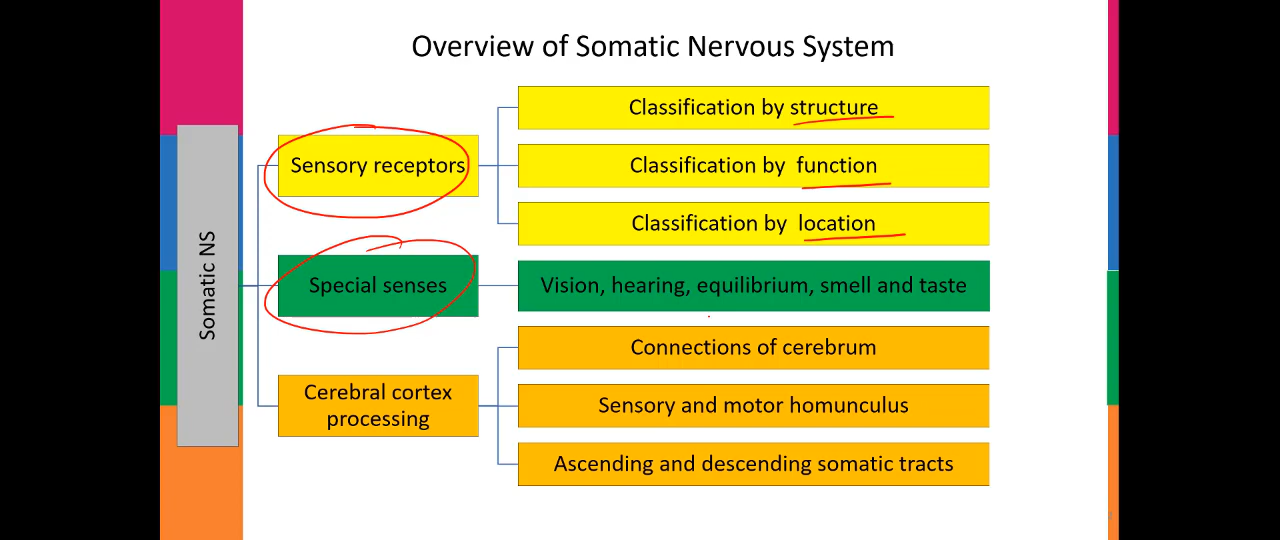 Overview of Somatic Nervous System
Somatic NS
Sensory receptors
Classification by structure
Classification by function
Classification by location
Special senses
Vision, hearing, equilibrium, smell and taste
Cerebral cortex
processing
Connections of cerebrum
Sensory and motor homunculus
Ascending and descending somatic tracts